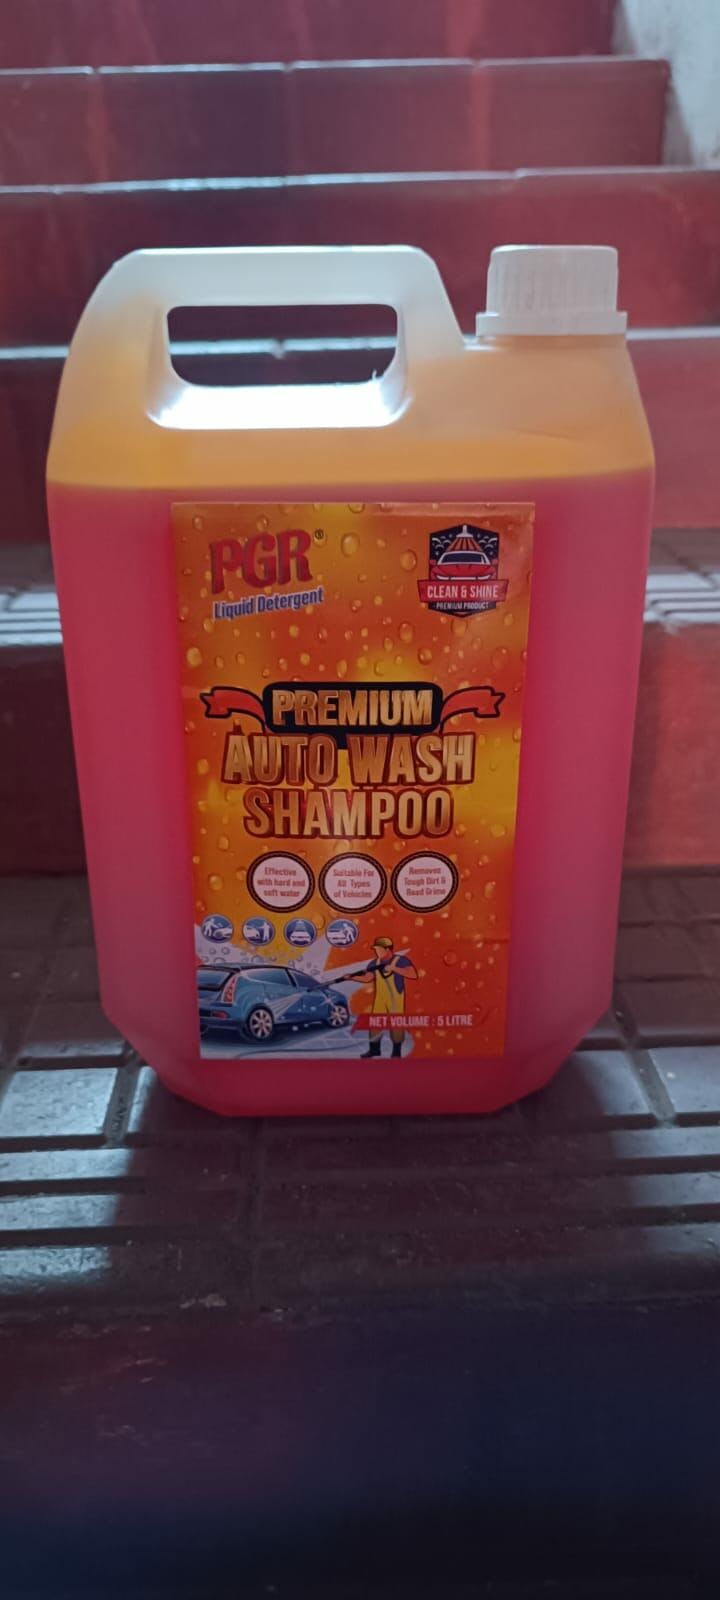 PGR®
Liquid Detergent
CLEAN & SHINE
PREMIUM PRODUCT
PREMIUM
AUTO WASH
SHAMPOO
Effective
with hard and
soft water
Suitable For
All Types
of Vehicles
Removes
Tough Dirt &
Road Grime
NET VOLUME : 5 LITRE